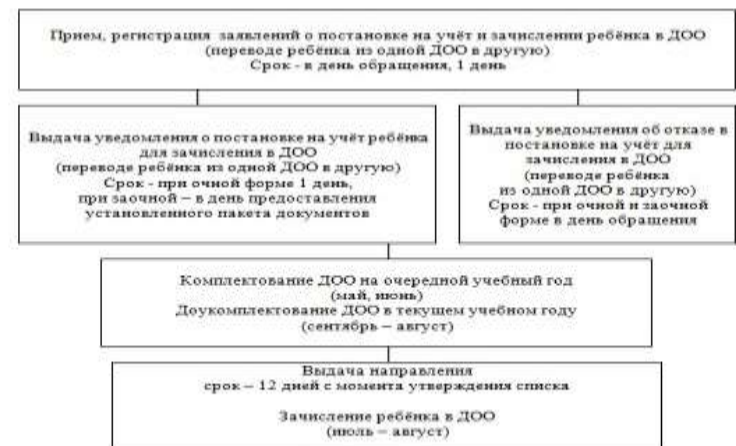 Прием, регистрация заявлений о постановке на учёт и зачислении ребёнка в ДОО
(переводе ребёнка из одной ДОО в другую)
Срок - в день обращения, 1 день
Выдача уведомления о постановке на учёт ребёнка
для зачисления в ДОО
(переводе ребёнка из одной ДОО в другую)
Срок - при очной форме 1 день,
при заочной – в день предоставления
установленного пакета документов
Выдача уведомления об отказе в
постановке на учёт для
зачисления в ДОО
(переводе ребёнка
из одной ДОО в другую)
Срок - при очной и заочной
форме в день обращения
Комплектование ДОО на очередной учебный год
(май, июнь)
Доукомплектование ДОО в текущем учебном году
(сентябрь – август)
Выдача направления
срок – 12 дней с момента утверждения списка
Зачисление ребёнка в ДОО
(июль – август)